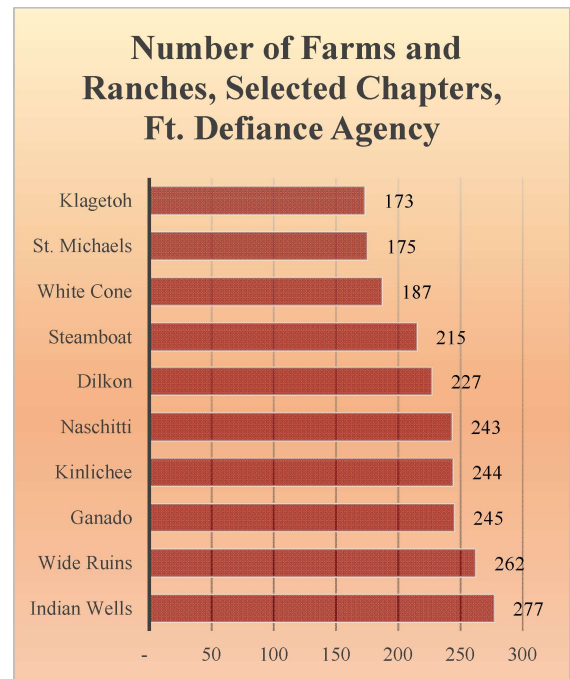 Number of Farms and
Ranches, Selected Chapters,
Ft. Defiance Agency
Klagetoh 173
St. Michaels 175
White Cone 187
Steamboat 215
Dilkon 227
Naschitti 243
Kinlichee 244
Ganado 245
Wide Ruins 262
Indian Wells 277
- 50 100 150 200 250 300